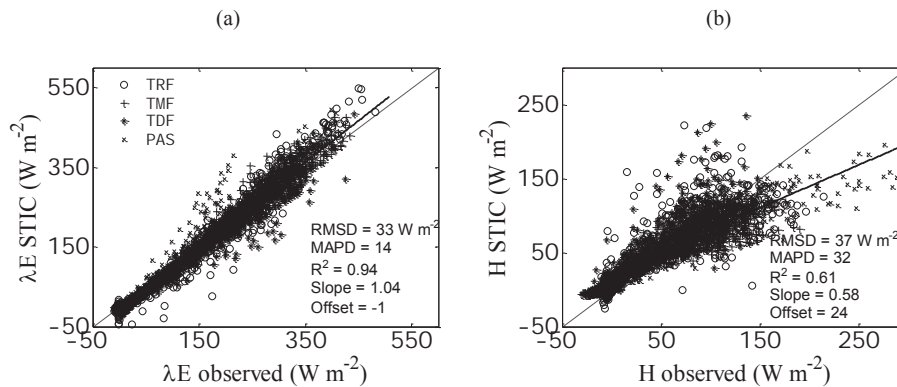 (a)
(b)
λE STIC (W m-2)
550
350
150
-50
○ TRF
+ TMF
TDF
× PAS
RMSD = 33 W m-2
MAPD = 14
R2 = 0.94
Slope = 1.04
Offset = -1
-50 150 350 550
λE observed (W m-2)
H STIC (W m-2)
250
150
50
-50
RMSD = 37 W m-2
MAPD = 32
R2 = 0.61
Slope = 0.58
Offset = 24
-50 50 150 250
H observed (W m-2)